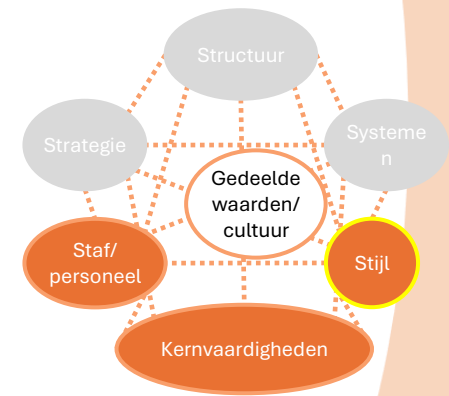 Structuur
Strategie
Systeme
n
Gedeelde
waarden/
cultuur
Staf/
personeel
Stijl
Kernvaardigheden